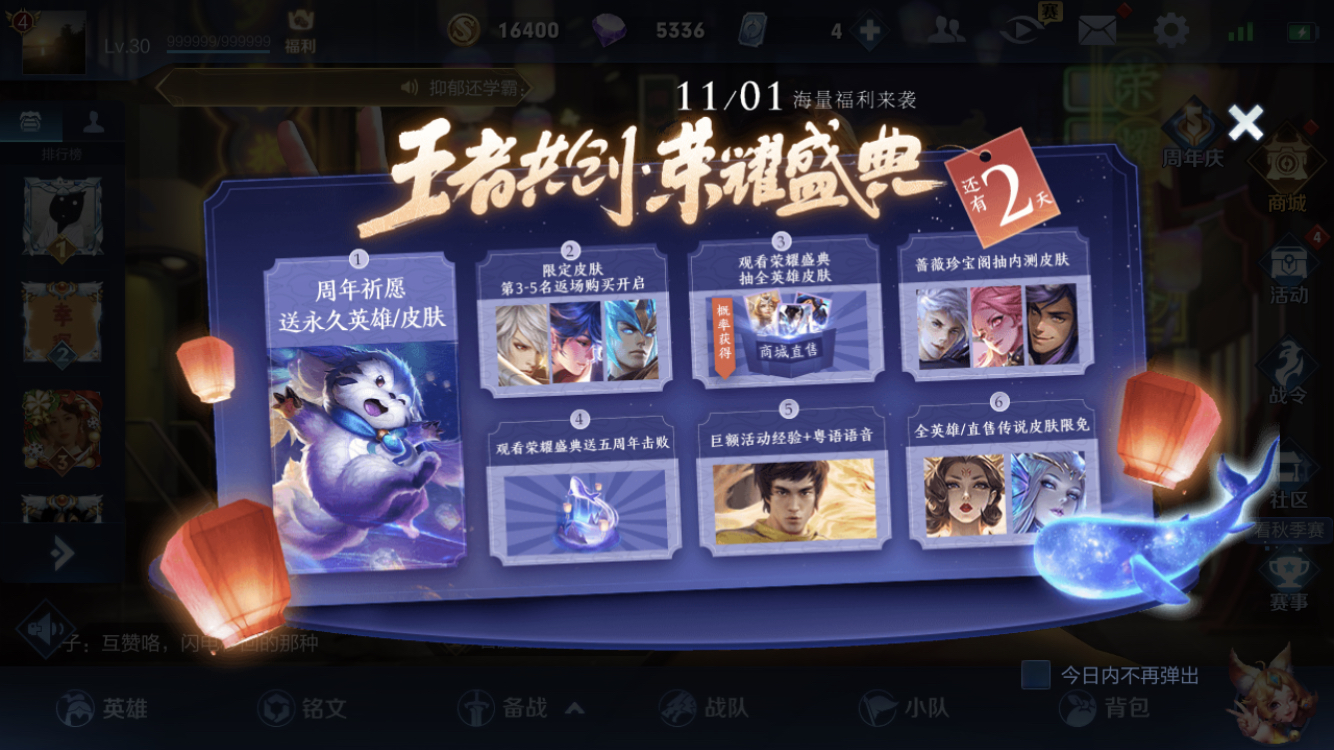 4
Lv.30
999999/999999
福利
16400
5336
4
赛
抑郁还学霸：
11/01 海量福利来袭
王者共创·荣耀盛典
还有2天
周年庆
商城
4
活动
战令
社区
看秋季赛
赛事
排行榜
1
2
3
1
周年祈愿
送永久英雄/皮肤
2
限定皮肤
第3-5名返场购买开启
3
观看荣耀盛典
抽全英雄皮肤
概率获得
商城直售
蔷薇珍宝阁抽内测皮肤
4
观看荣耀盛典送五周年击败
5
巨额活动经验+粤语语音
6
全英雄/直售传说皮肤限免
子：互赞咯，闪电
回的那种
今日内不再弹出
英雄
铭文
备战
战队
小队
背包